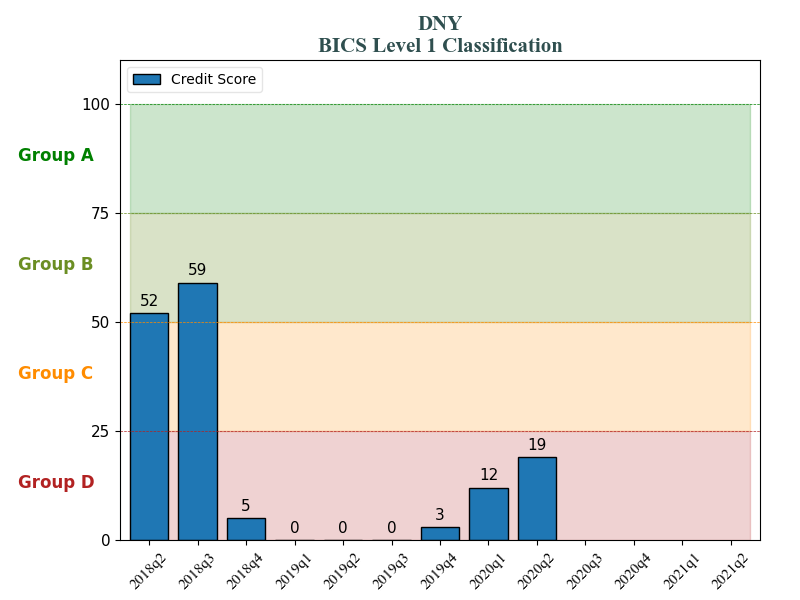 DNY
BICS Level 1 Classification
Credit Score
100
Group A
75
Group B
59
52
50
Group C
25
19
Group D
12
5
3
0
0
0
0
2018q2
2018q3
2018q4
2019q1
2019q2
2019q3
2019q4
2020q1
2020q2
2020q3
2020q4
2021q1
2021q2